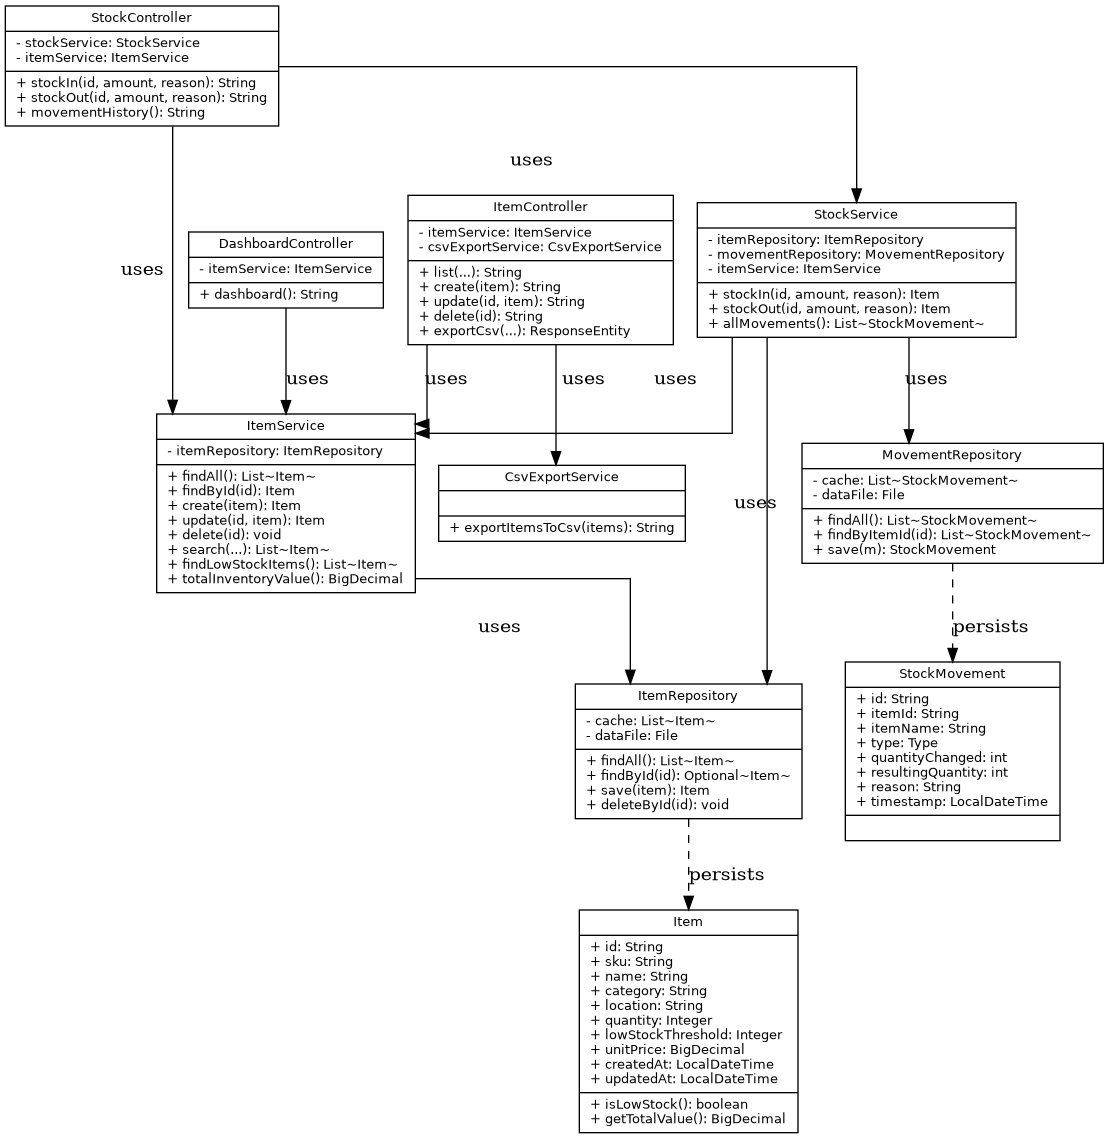 StockController
- stockService: StockService
- itemService: ItemService
+ stockIn(id, amount, reason): String
+ stockOut(id, amount, reason): String
+ movementHistory(): String
uses
uses
DashboardController
- itemService: ItemService
+ dashboard(): String
ItemController
- itemService: ItemService
- csvExportService: CsvExportService
+ list(...): String
+ create(item): String
+ update(id, item): String
+ delete(id): String
+ exportCsv(...): ResponseEntity
StockService
- itemRepository: ItemRepository
- movementRepository: MovementRepository
- itemService: ItemService
+ stockIn(id, amount, reason): Item
+ stockOut(id, amount, reason): Item
+ allMovements(): List~StockMovement~
uses
uses
uses
uses
uses
ItemService
- itemRepository: ItemRepository
+ findAll(): List~Item~
+ findById(id): Item
+ create(item): Item
+ update(id, item): Item
+ delete(id): void
+ search(...): List~Item~
+ findLowStockItems(): List~Item~
+ totalInventoryValue(): BigDecimal
CsvExportService
+ exportItemsToCsv(items): String
uses
MovementRepository
- cache: List~StockMovement~
- dataFile: File
+ findAll(): List~StockMovement~
+ findByItemId(id): List~StockMovement~
+ save(m): StockMovement
uses
persists
ItemRepository
- cache: List~Item~
- dataFile: File
+ findAll(): List~Item~
+ findById(id): Optional~Item~
+ save(item): Item
+ deleteById(id): void
StockMovement
+ id: String
+ itemId: String
+ itemName: String
+ type: Type
+ quantityChanged: int
+ resultingQuantity: int
+ reason: String
+ timestamp: LocalDateTime
persists
Item
+ id: String
+ sku: String
+ name: String
+ category: String
+ location: String
+ quantity: Integer
+ lowStockThreshold: Integer
+ unitPrice: BigDecimal
+ createdAt: LocalDateTime
+ updatedAt: LocalDateTime
+ isLowStock(): boolean
+ getTotalValue(): BigDecimal